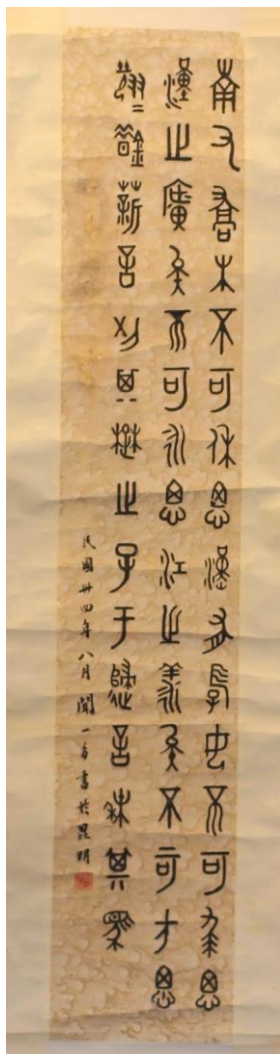 南有喬木不可休思漢有游女不可求思
漢之廣矣不可永思江之羕矣不可方思
翹=錯薪言刈其楚之子于歸言秣其馬
民國卅四年八月聞一多書於昆明